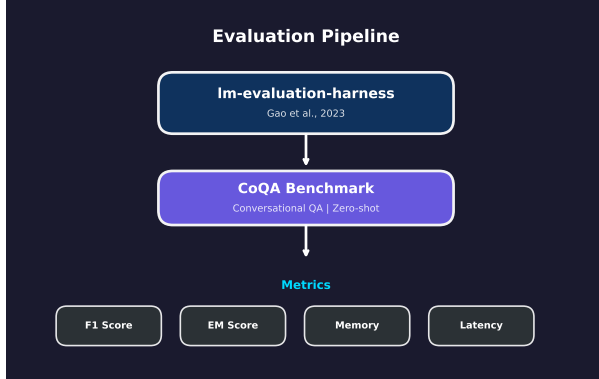 Evaluation Pipeline
lm-evaluation-harness
Gao et al., 2023
CoQA Benchmark
Conversational QA | Zero-shot
Metrics
F1 Score
EM Score
Memory
Latency